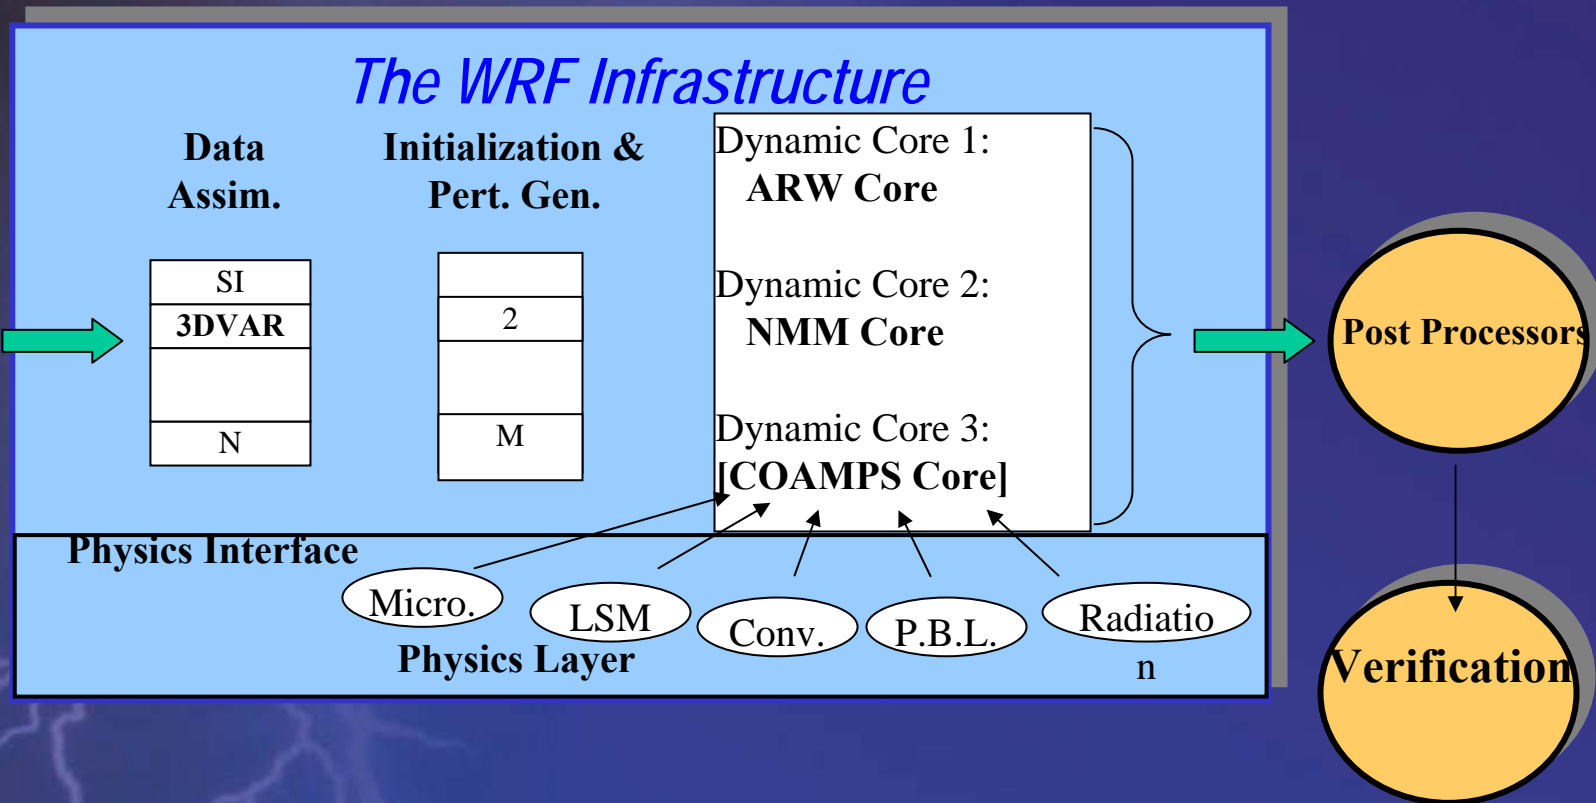 The WRF Infrastructure
Data
Assim.
SI
3DVAR
N
Initialization &
Pert. Gen.
2
M
Dynamic Core 1:
ARW Core
Dynamic Core 2:
NMM Core
Dynamic Core 3:
[COAMPS Core]
Post Processors
Physics Interface
Micro.
LSM
Conv.
P.B.L.
Radiatio
n
Physics Layer
Verification